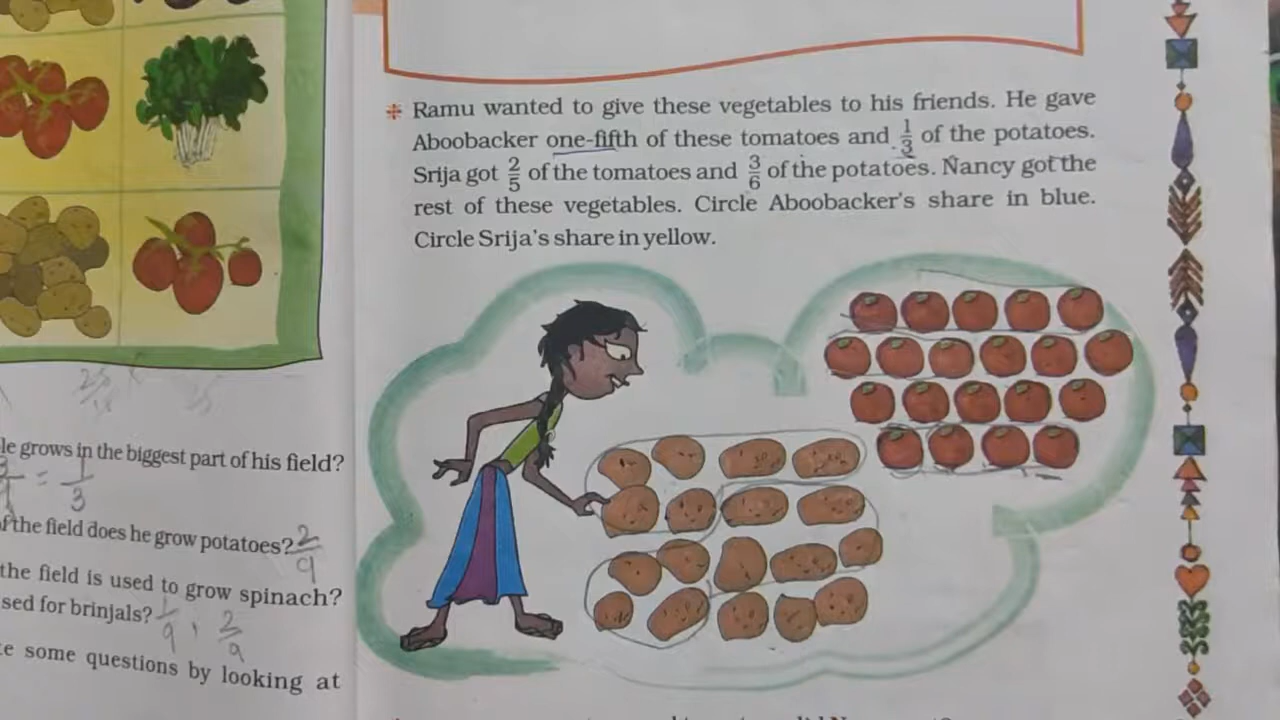 le grows in the biggest part of his field?
= 1/3
f the field does he grow potatoes? 2/9
the field is used to grow spinach?
sed for brinjals? 1/9, 2/9
e some questions by looking at
❉ Ramu wanted to give these vegetables to his friends. He gave
Aboobacker one-fifth of these tomatoes and 1/3 of the potatoes.
Srija got 2/5 of the tomatoes and 3/6 of the potatoes. Nancy got the
rest of these vegetables. Circle Aboobacker's share in blue.
Circle Srija's share in yellow.